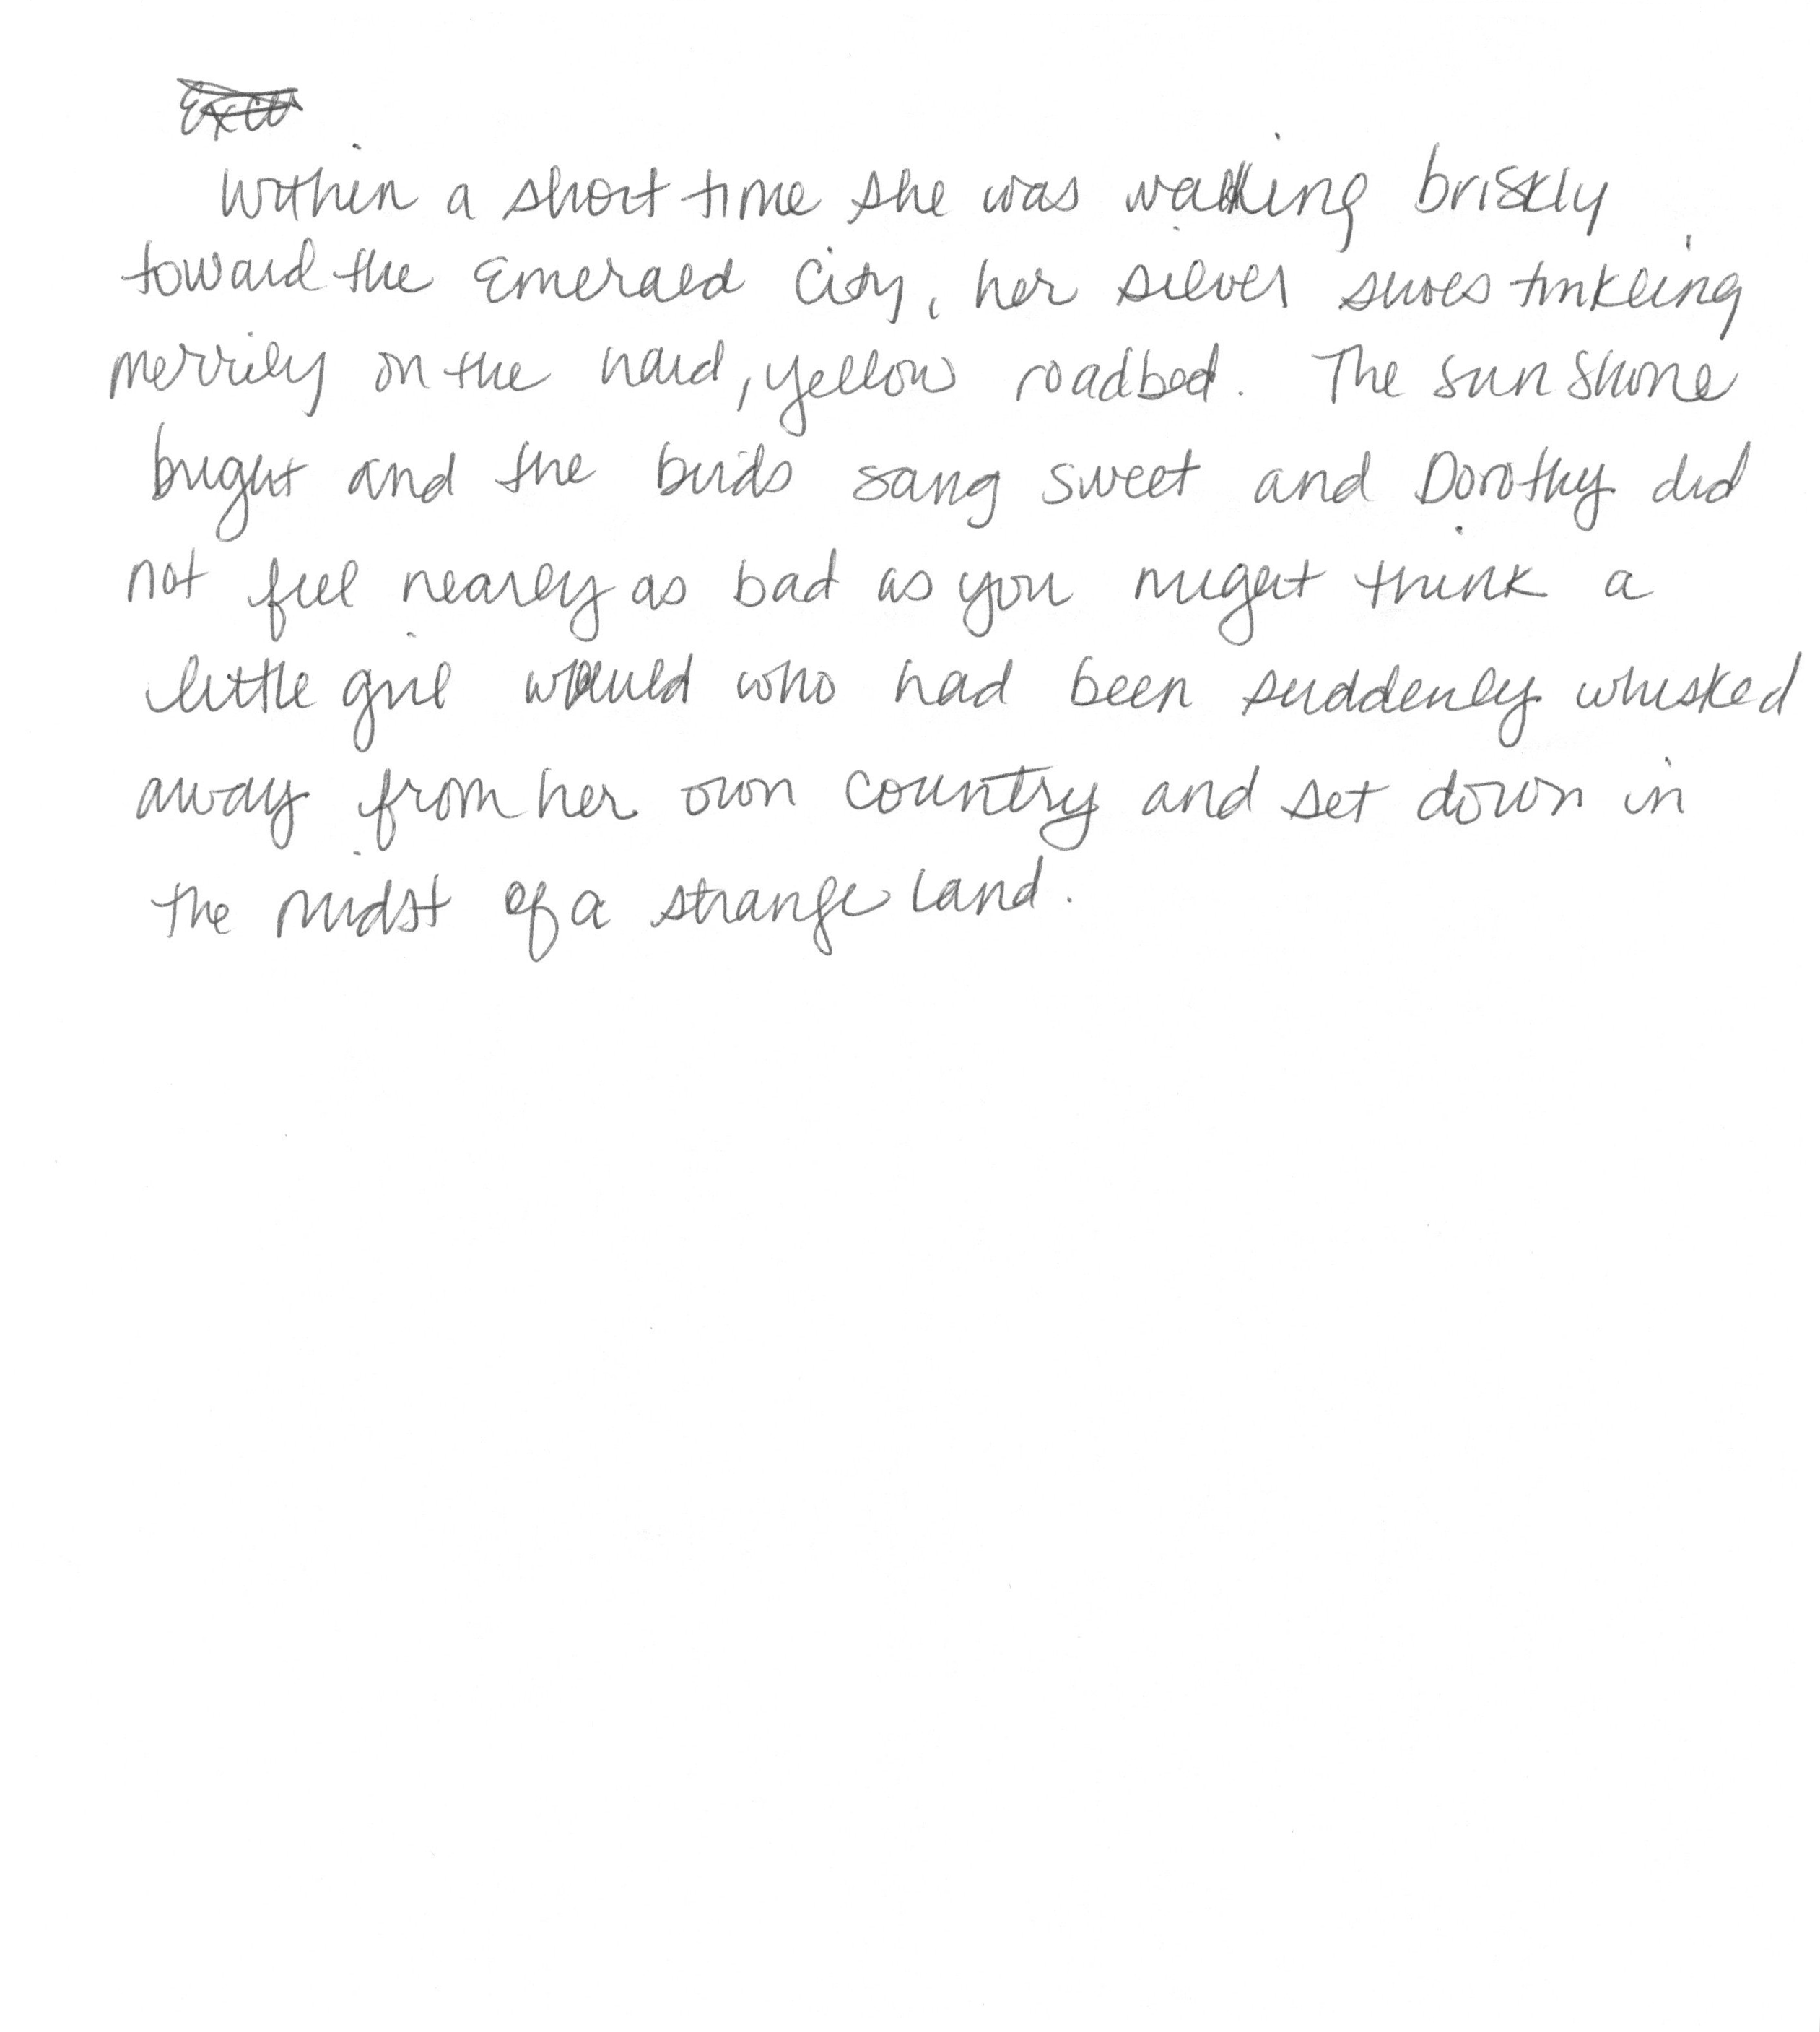 Within a short time she was walking briskly
toward the Emerald City, her silver shoes tinkling
merrily on the hard, yellow roadbed. The sun shone
bright and the birds sang sweet and Dorothy did
not feel nearly as bad as you might think a
little girl would who had been suddenly whisked
away from her own country and set down in
the midst of a strange land.